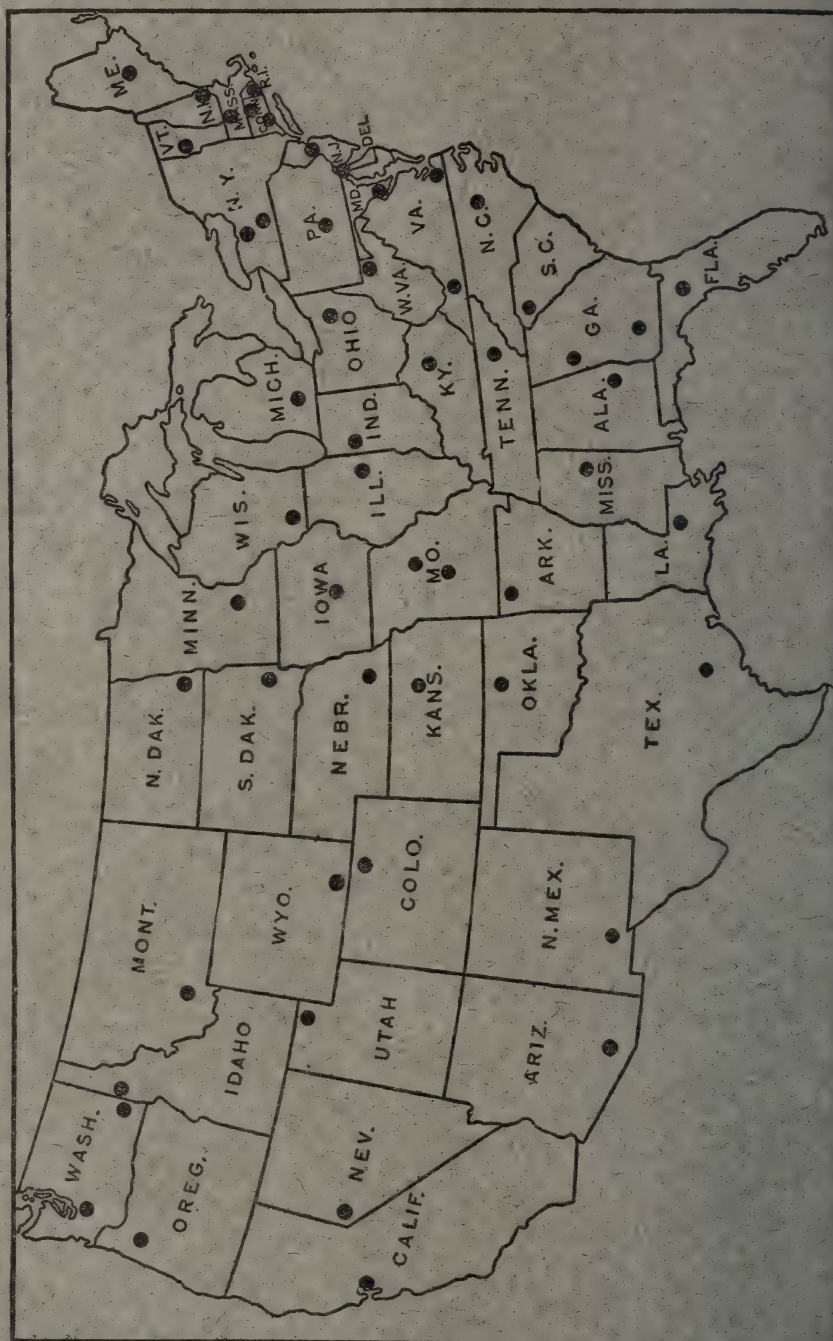 WASH.
OREG.
CALIF.
NEV.
IDAHO
MONT.
WYO.
UTAH
ARIZ.
COLO.
N.MEX.
N. DAK.
S. DAK.
NEBR.
KANS.
OKLA.
TEX.
MINN.
IOWA
MO.
ARK.
LA.
WIS.
ILL.
MISS.
MICH.
IND.
OHIO
KY.
TENN.
ALA.
GA.
FLA.
S.C.
N.C.
VA.
W.VA.
MD.
DEL.
PA.
N.J.
N.Y.
VT.
N.H.
ME.
MASS.
CONN.
R.I.